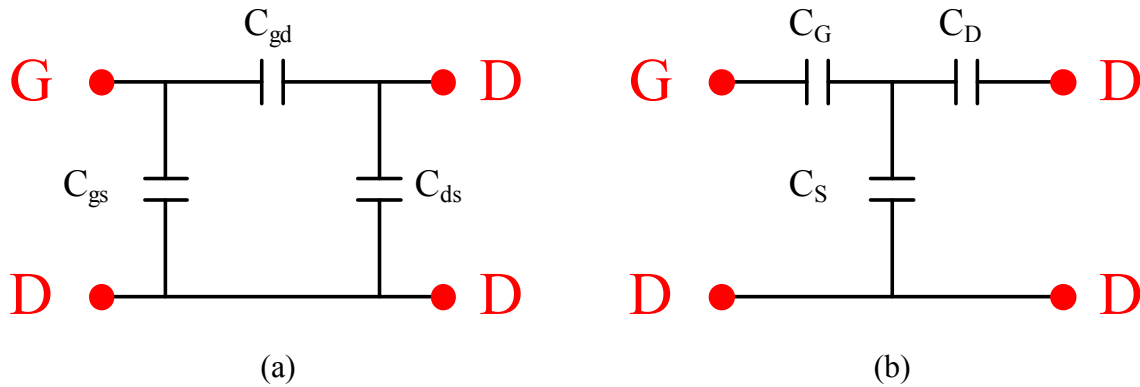 C_gd
C_G C_D
G D G D
C_gs C_ds C_S
D D D D
(a) (b)